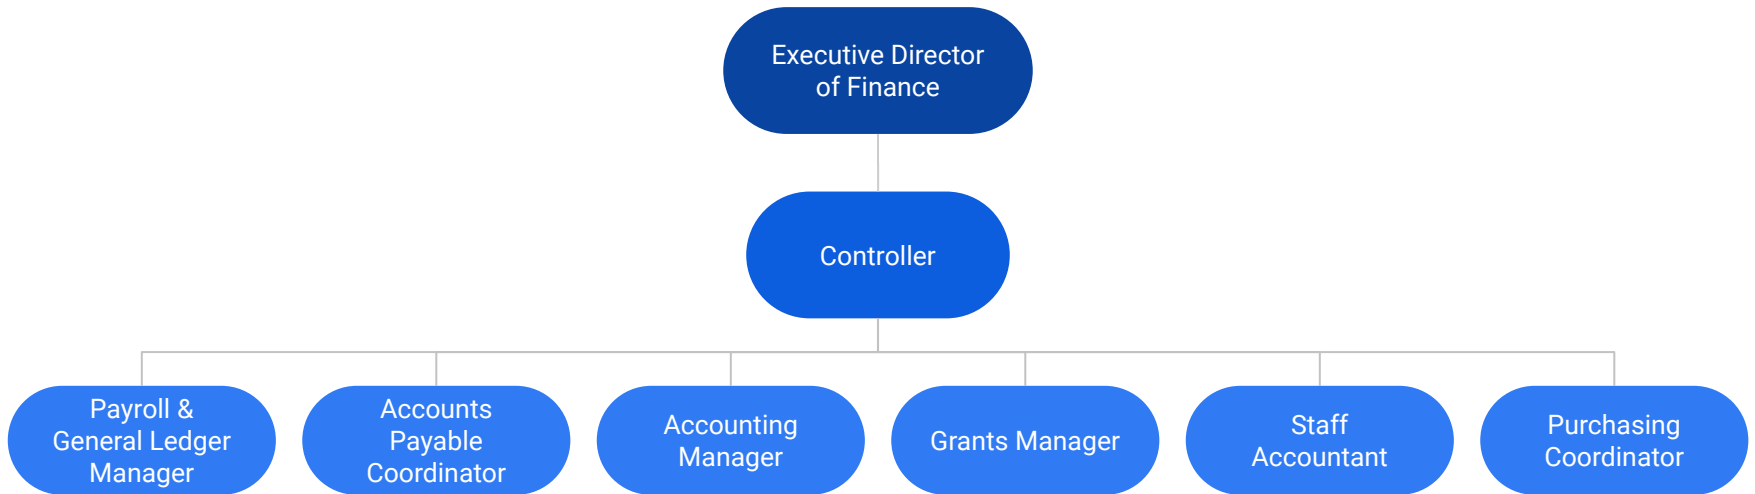 Executive Director
of Finance
Controller
Payroll &
General Ledger
Manager
Accounts
Payable
Coordinator
Accounting
Manager
Grants Manager
Staff
Accountant
Purchasing
Coordinator